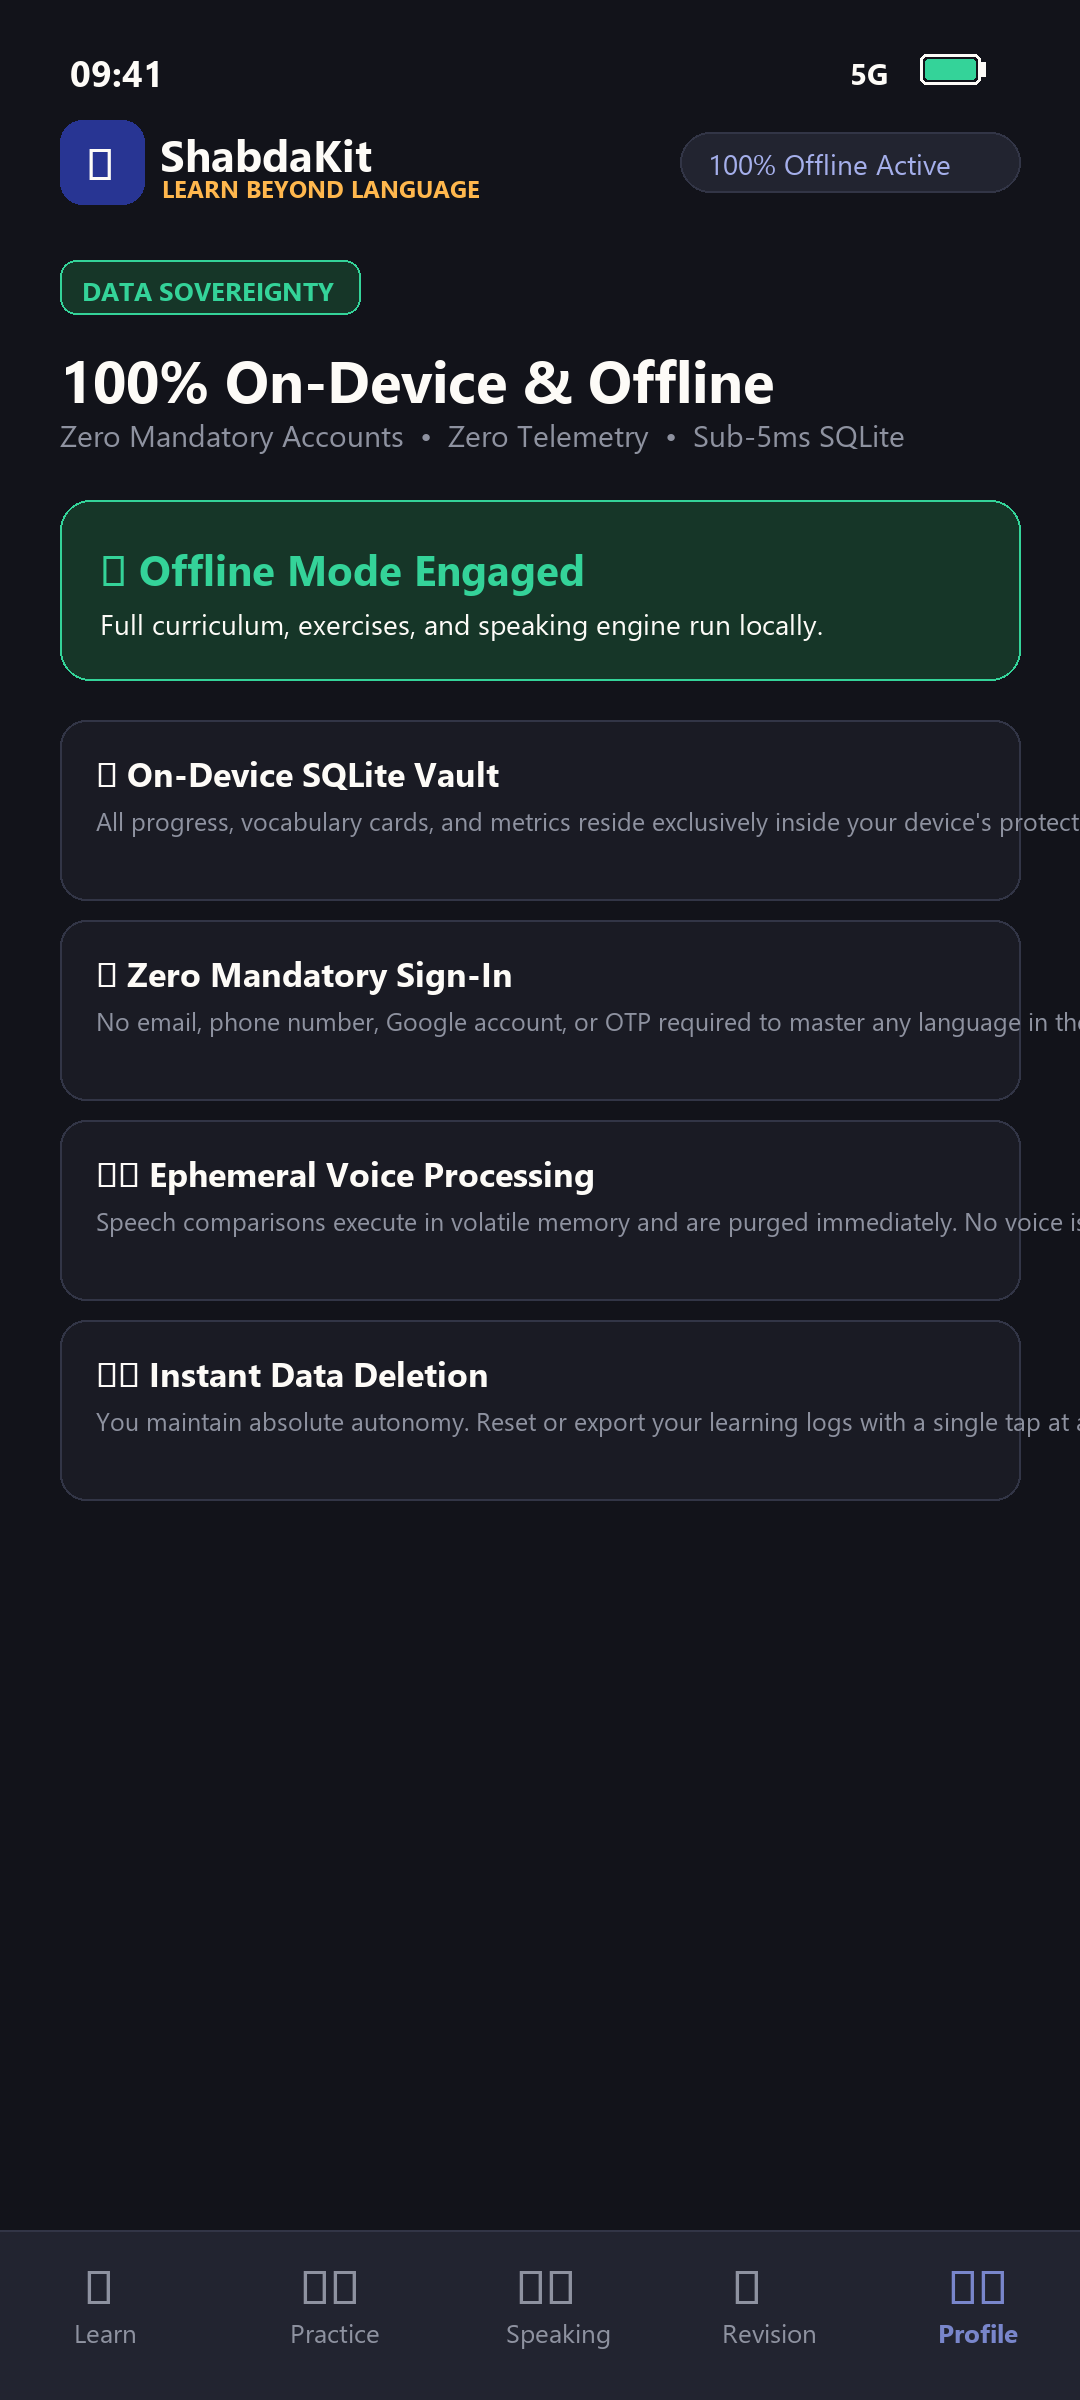 09:41
5G
ShabdaKit
LEARN BEYOND LANGUAGE
100% Offline Active
DATA SOVEREIGNTY
100% On-Device & Offline
Zero Mandatory Accounts • Zero Telemetry • Sub-5ms SQLite
Offline Mode Engaged
Full curriculum, exercises, and speaking engine run locally.
On-Device SQLite Vault
All progress, vocabulary cards, and metrics reside exclusively inside your device's protect
Zero Mandatory Sign-In
No email, phone number, Google account, or OTP required to master any language in the
Ephemeral Voice Processing
Speech comparisons execute in volatile memory and are purged immediately. No voice is
Instant Data Deletion
You maintain absolute autonomy. Reset or export your learning logs with a single tap at
Learn
Practice
Speaking
Revision
Profile